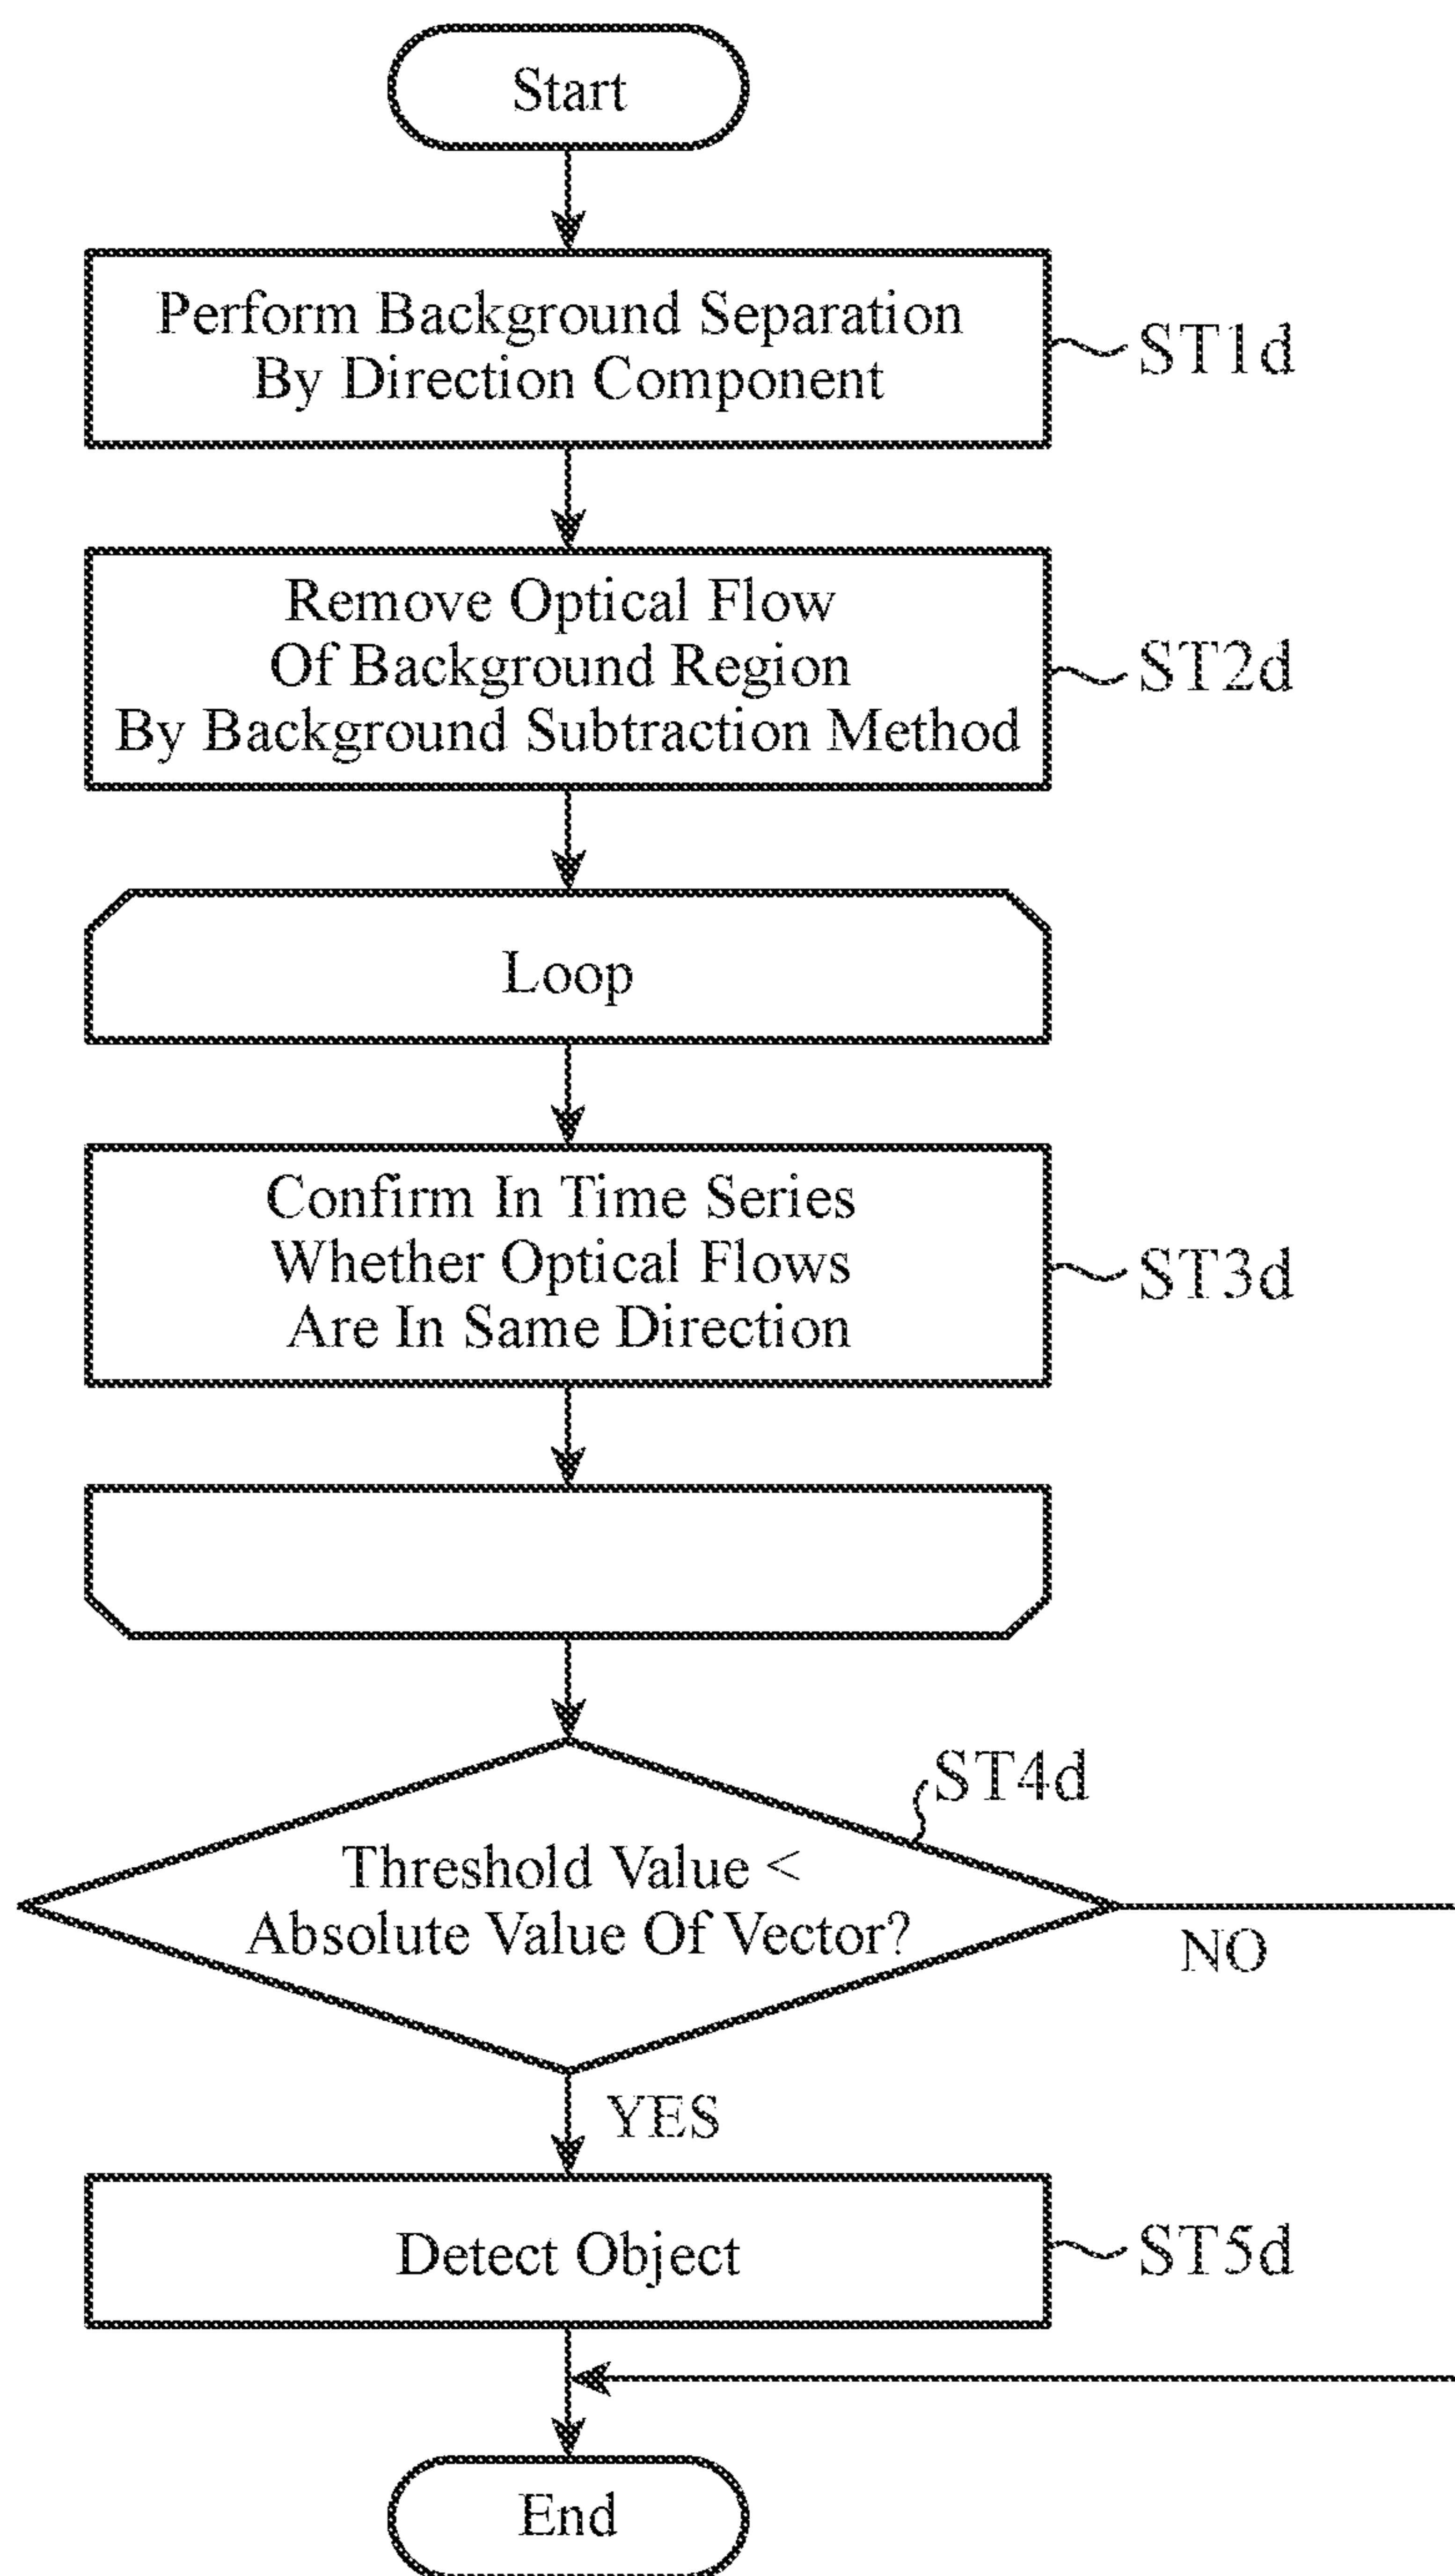 Start
Perform Background Separation
By Direction Component
ST1d
Remove Optical Flow
Of Background Region
By Background Subtraction Method
ST2d
Loop
Confirm In Time Series
Whether Optical Flows
Are In Same Direction
ST3d
ST4d
Threshold Value <
Absolute Value Of Vector?
NO
YES
Detect Object
ST5d
End